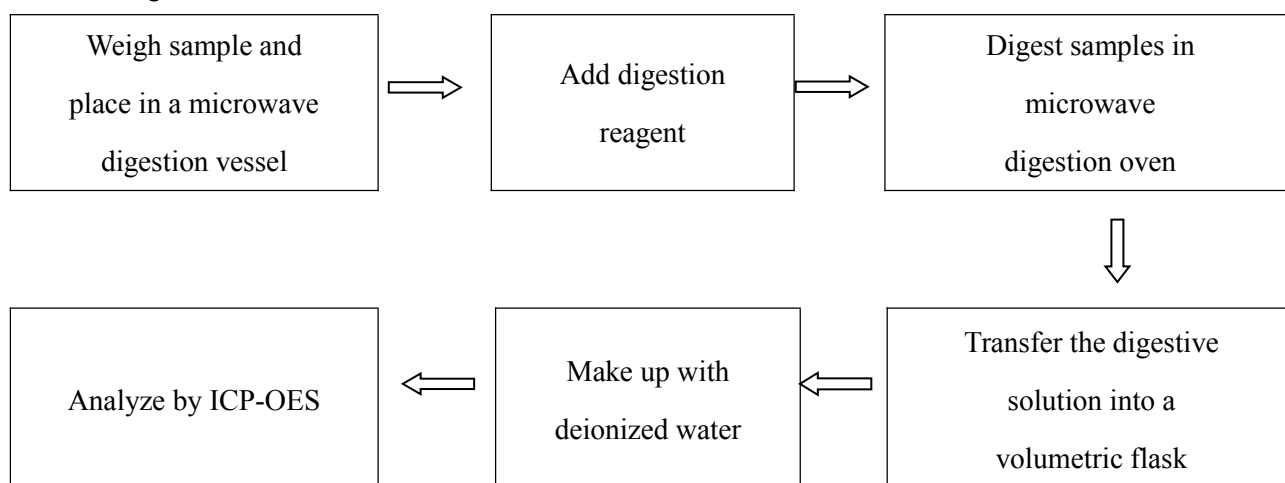 Weigh sample and
place in a microwave
digestion vessel
Add digestion
reagent
Digest samples in
microwave
digestion oven
Transfer the digestive
solution into a
volumetric flask
Make up with
deionized water
Analyze by ICP-OES